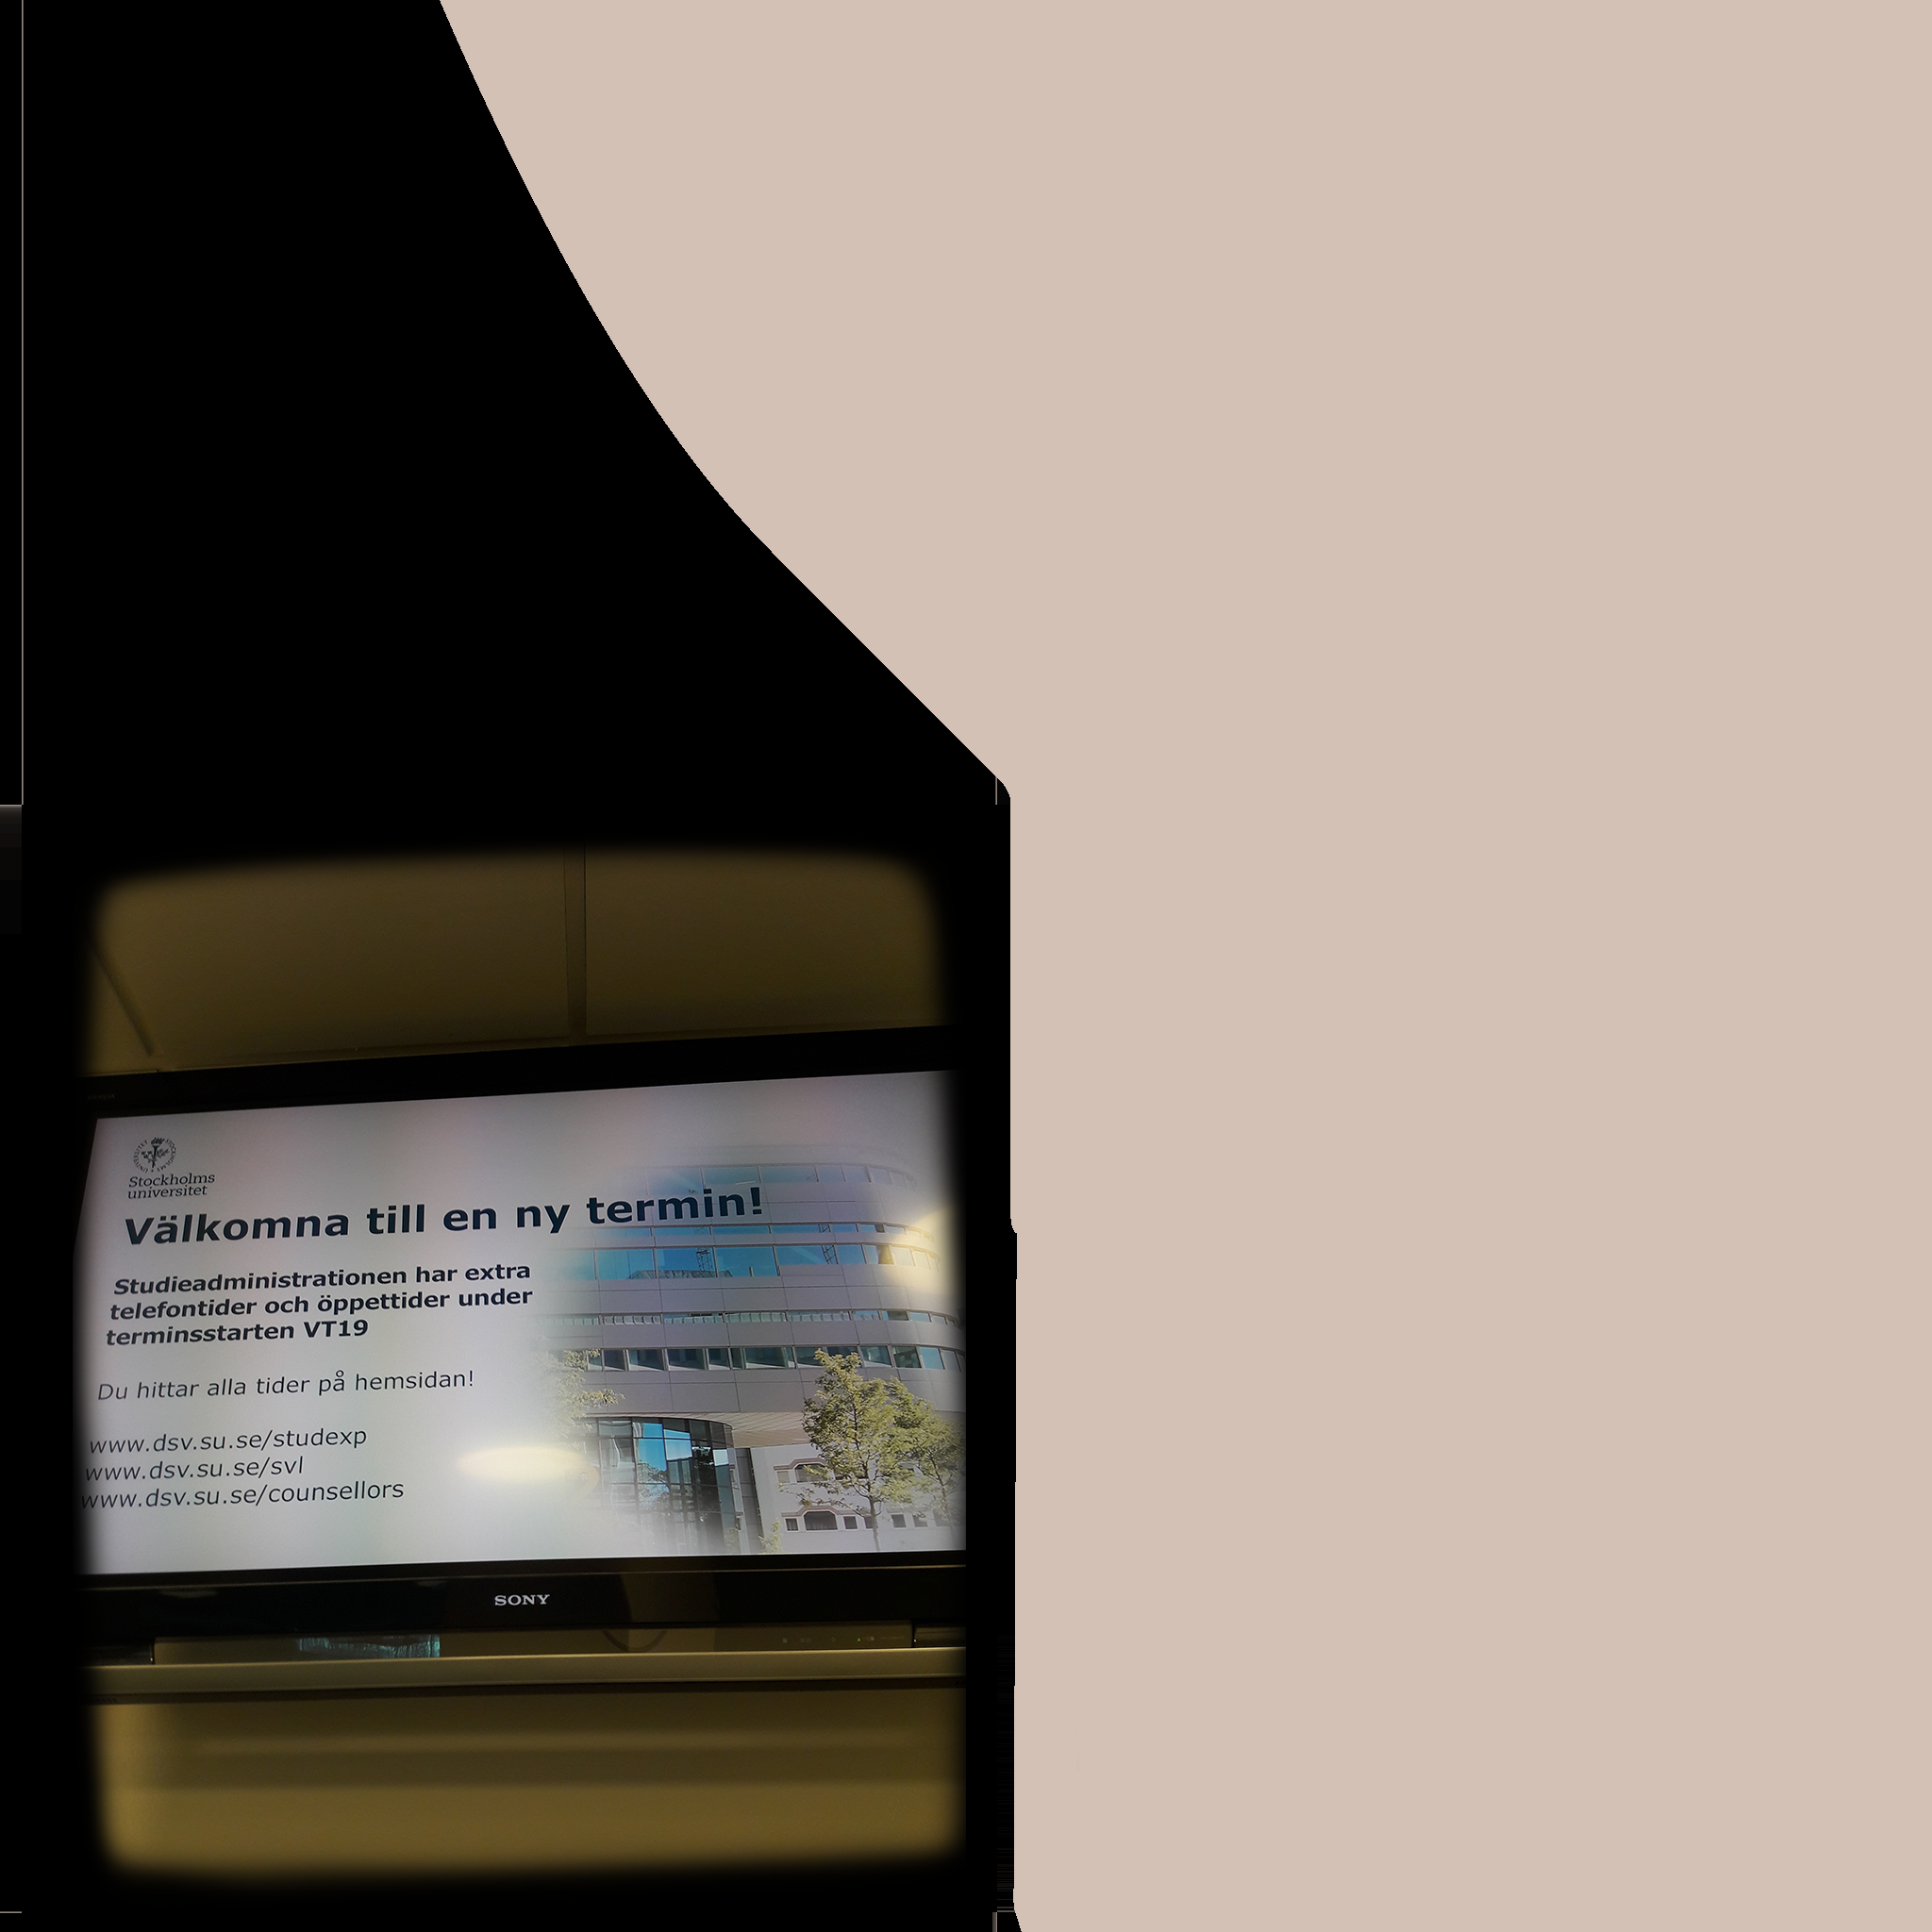 Stockholms
universitet
Välkomna till en ny termin!
Studieadministrationen har extra
telefontider och öppettider under
terminsstarten VT19
Du hittar alla tider på hemsidan!
www.dsv.su.se/studexp
www.dsv.su.se/svl
www.dsv.su.se/counsellors
SONY